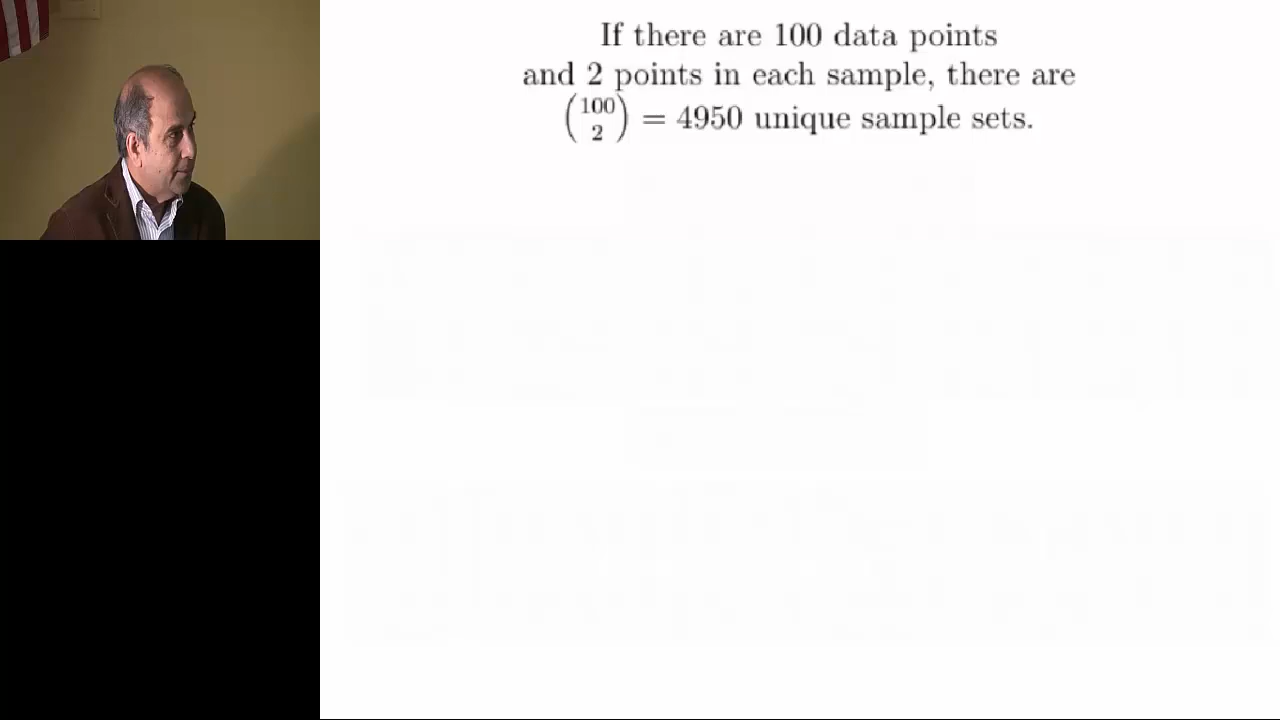 If there are 100 data points
and 2 points in each sample, there are
$\binom{100}{2}$ = 4950 unique sample sets.